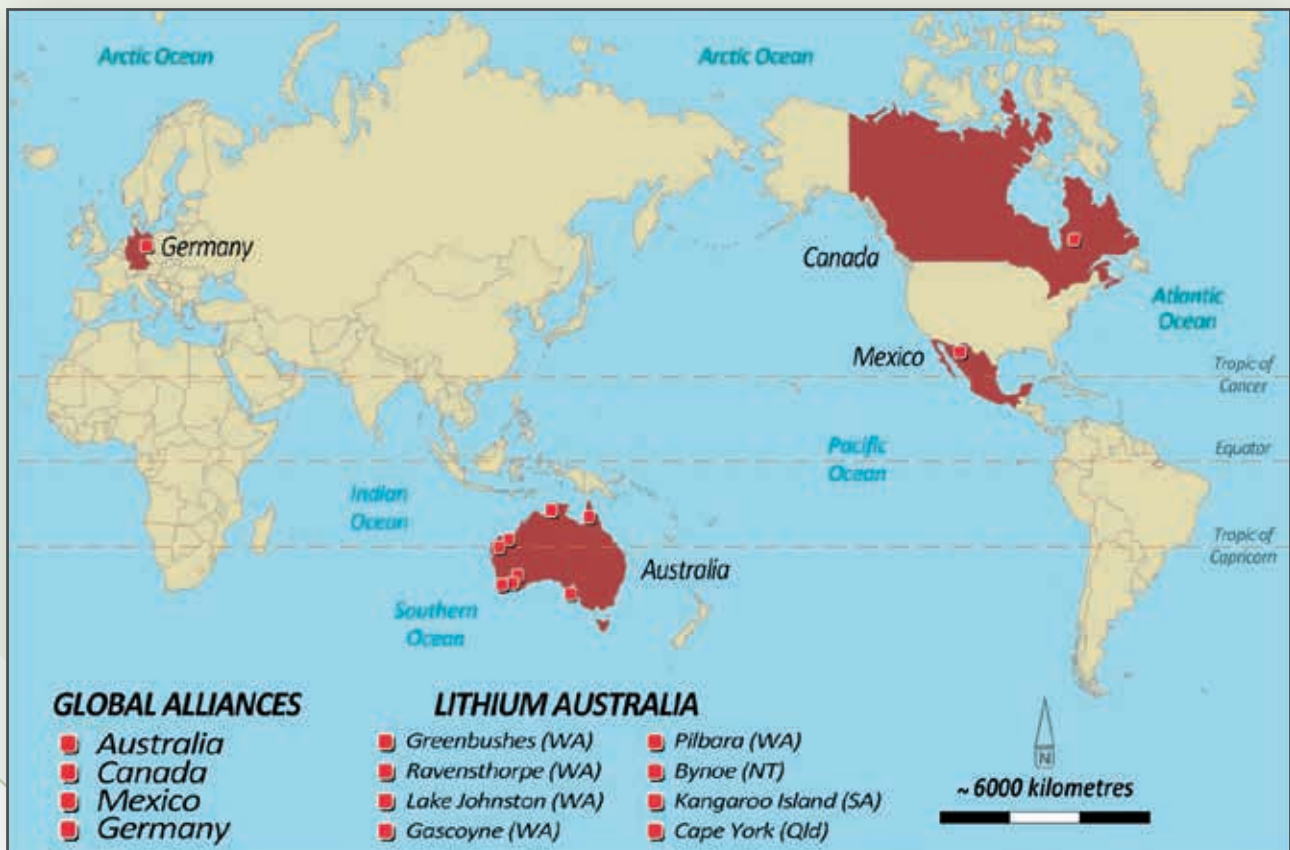 Arctic Ocean
Arctic Ocean
Germany
Canada
Atlantic
Ocean
Mexico
Tropic of
Cancer
Pacific
Ocean
Equator
Indian
Ocean
Tropic of
Capricorn
Australia
Southern
Ocean
GLOBAL ALLIANCES
Australia
Canada
Mexico
Germany
LITHIUM AUSTRALIA
Greenbushes (WA)
Ravensthorpe (WA)
Lake Johnston (WA)
Gascoyne (WA)
Pilbara (WA)
Bynoe (NT)
Kangaroo Island (SA)
Cape York (Qld)
N
~ 6000 kilometres